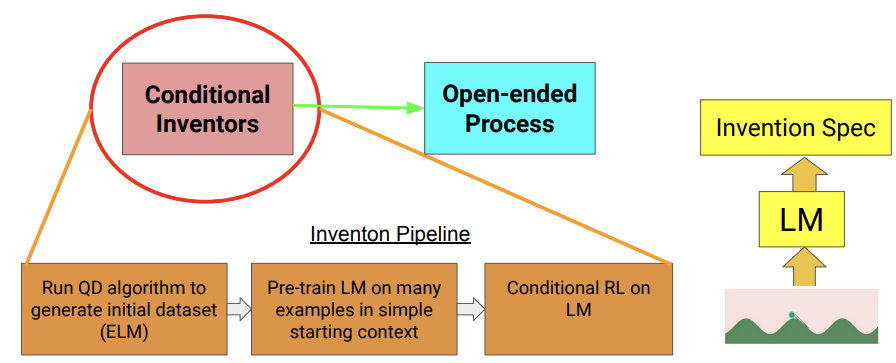 Conditional
Inventors
Open-ended
Process
Invention Spec
LM
Inventon Pipeline
Run QD algorithm to
generate initial dataset
(ELM)
Pre-train LM on many
examples in simple
starting context
Conditional RL on
LM